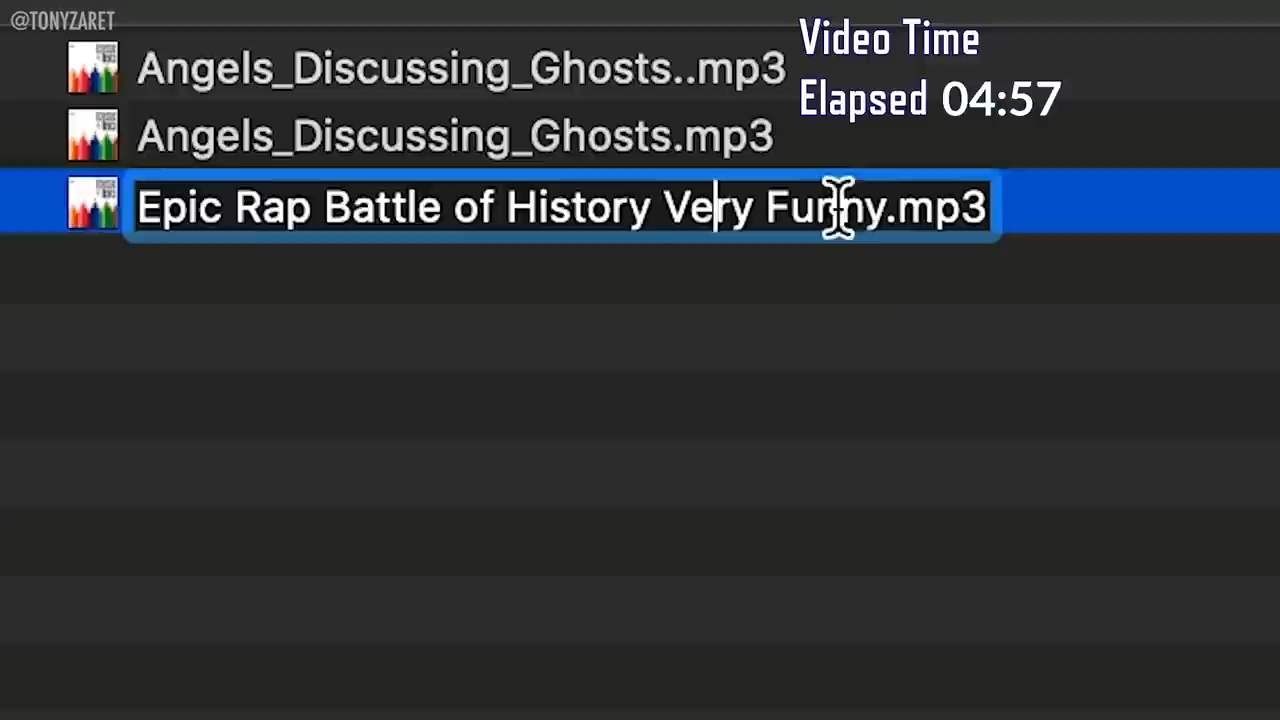 @TONYZARET
Video Time
Elapsed 04:57
Angels_Discussing_Ghosts..mp3
Angels_Discussing_Ghosts.mp3
Epic Rap Battle of History Very Funny.mp3